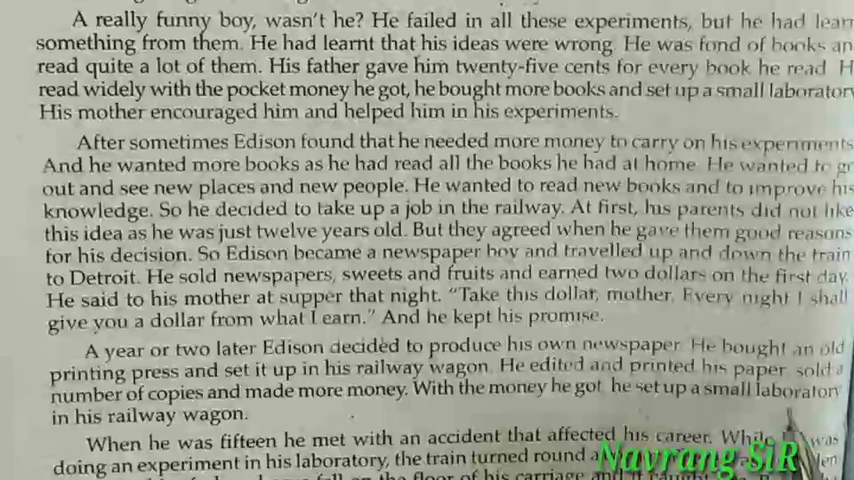 A really funny boy, wasn't he? He failed in all these experiments, but he had lear
something from them. He had learnt that his ideas were wrong. He was fond of books an
read quite a lot of them. His father gave him twenty-five cents for every book he read. H
read widely with the pocket money he got, he bought more books and set up a small laborator
His mother encouraged him and helped him in his experiments.
After sometimes Edison found that he needed more money to carry on his experiments
And he wanted more books as he had read all the books he had at home. He wanted to go
out and see new places and new people. He wanted to read new books and to improve his
knowledge. So he decided to take up a job in the railway. At first, his parents did not like
this idea as he was just twelve years old. But they agreed when he gave them good reasons
for his decision. So Edison became a newspaper boy and travelled up and down the train
to Detroit. He sold newspapers, sweets and fruits and earned two dollars on the first day.
He said to his mother at supper that night. "Take this dollar, mother. Every night I shall
give you a dollar from what I earn." And he kept his promise.
A year or two later Edison decided to produce his own newspaper. He bought an old
printing press and set it up in his railway wagon. He edited and printed his paper sold a
number of copies and made more money. With the money he got, he set up a small laboratory
in his railway wagon.
When he was fifteen he met with an accident that affected his career. While was
doing an experiment in his laboratory, the train turned round a
the floor of his carriage and
Navrang SiR